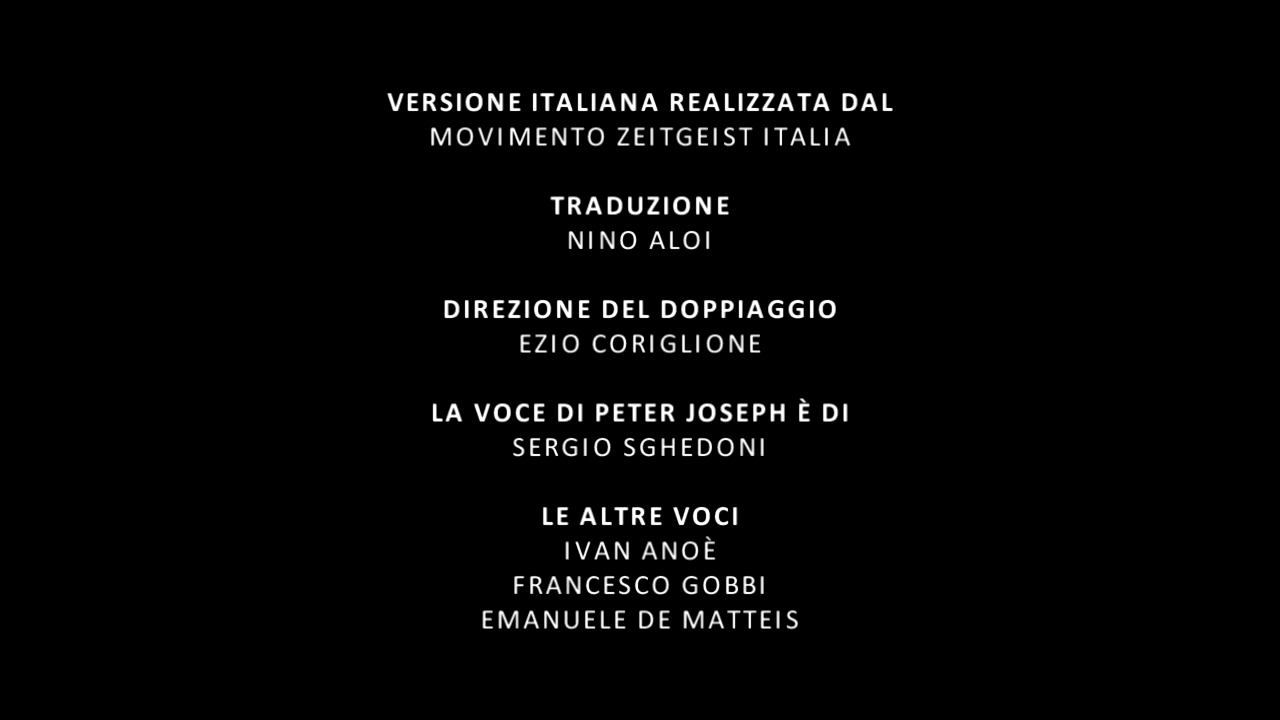 VERSIONE ITALIANA REALIZZATA DAL
MOVIMENTO ZEITGEIST ITALIA
TRADUZIONE
NINO ALOI
DIREZIONE DEL DOPPIAGGIO
EZIO CORIGLIONE
LA VOCE DI PETER JOSEPH È DI
SERGIO SGHEDONI
LE ALTRE VOCI
IVAN ANOÈ
FRANCESCO GOBBI
EMANUELE DE MATTEIS